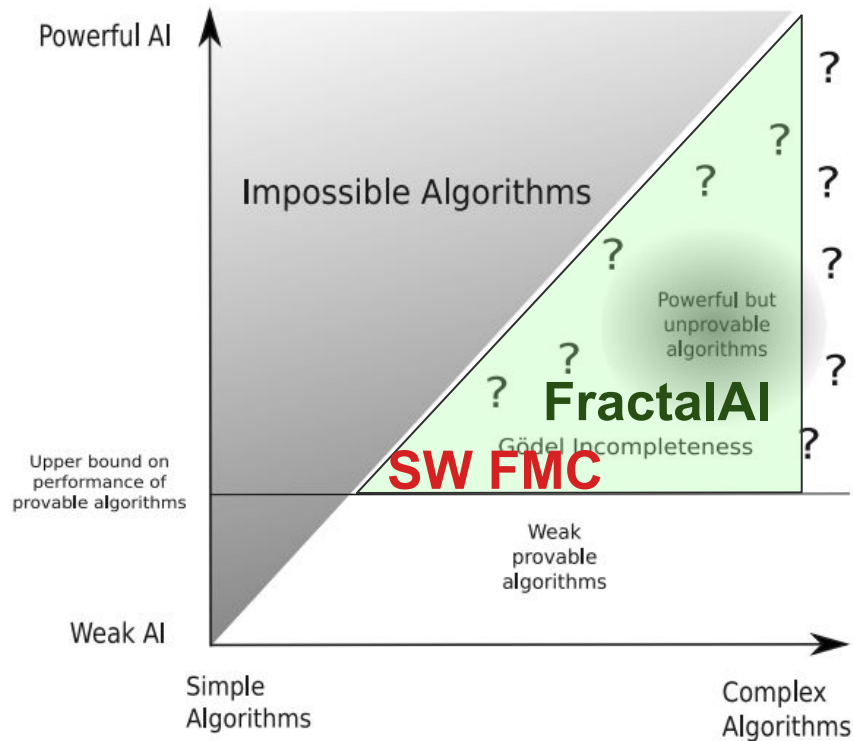 Powerful AI
?
?
Impossible Algorithms
?
?
?
?
Powerful but
unprovable
algorithms
?
?
?
FractalAI
Gödel Incompleteness
?
SW FMC
Upper bound on
performance of
provable algorithms
Weak
provable
algorithms
Weak AI
Simple
Algorithms
Complex
Algorithms